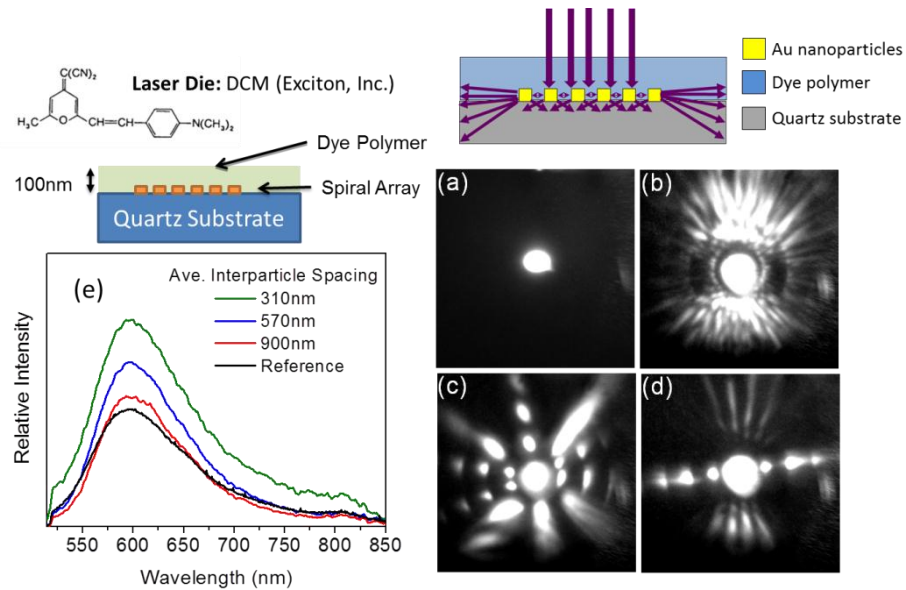 C(CN)₂
H₃C
O
CH=CH
N(CH₃)₂
Laser Die: DCM (Exciton, Inc.)
Dye Polymer
100nm
Spiral Array
Quartz Substrate
Au nanoparticles
Dye polymer
Quartz substrate
(a)
(b)
(c)
(d)
(e)
Ave. Interparticle Spacing
310nm
570nm
900nm
Reference
Relative Intensity
550 600 650 700 750 800 850
Wavelength (nm)